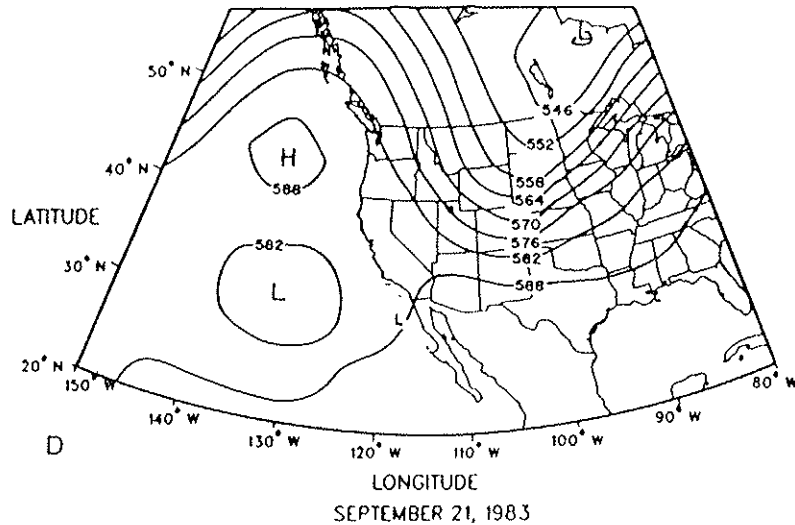 L
50° N
546
552
40° N
H
588
558
564
LATITUDE
570
576
582
582
30° N
588
L
L
20° N
150° W
80° W
140° W
90° W
130° W
100° W
120° W
110° W
D
LONGITUDE
SEPTEMBER 21, 1983